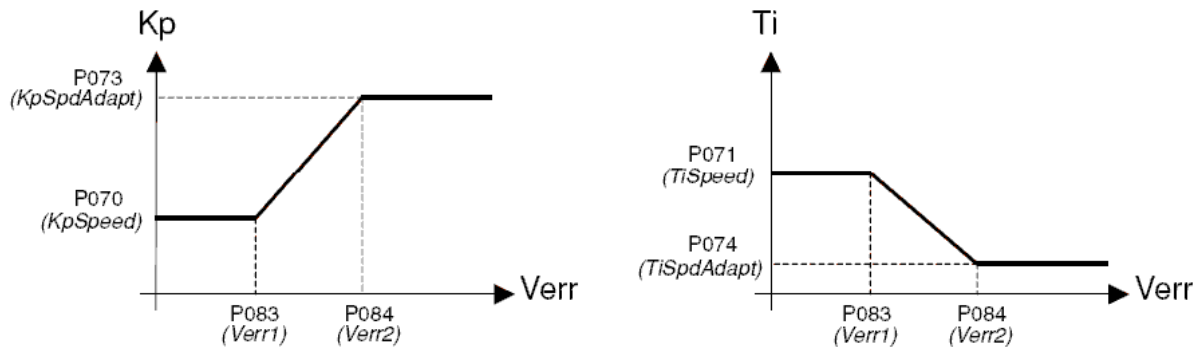 Kp
P073
(KpSpdAdapt)
P070
(KpSpeed)
Verr
P083
(Verr1)
P084
(Verr2)
Ti
P071
(TiSpeed)
P074
(TiSpdAdapt)
Verr
P083
(Verr1)
P084
(Verr2)